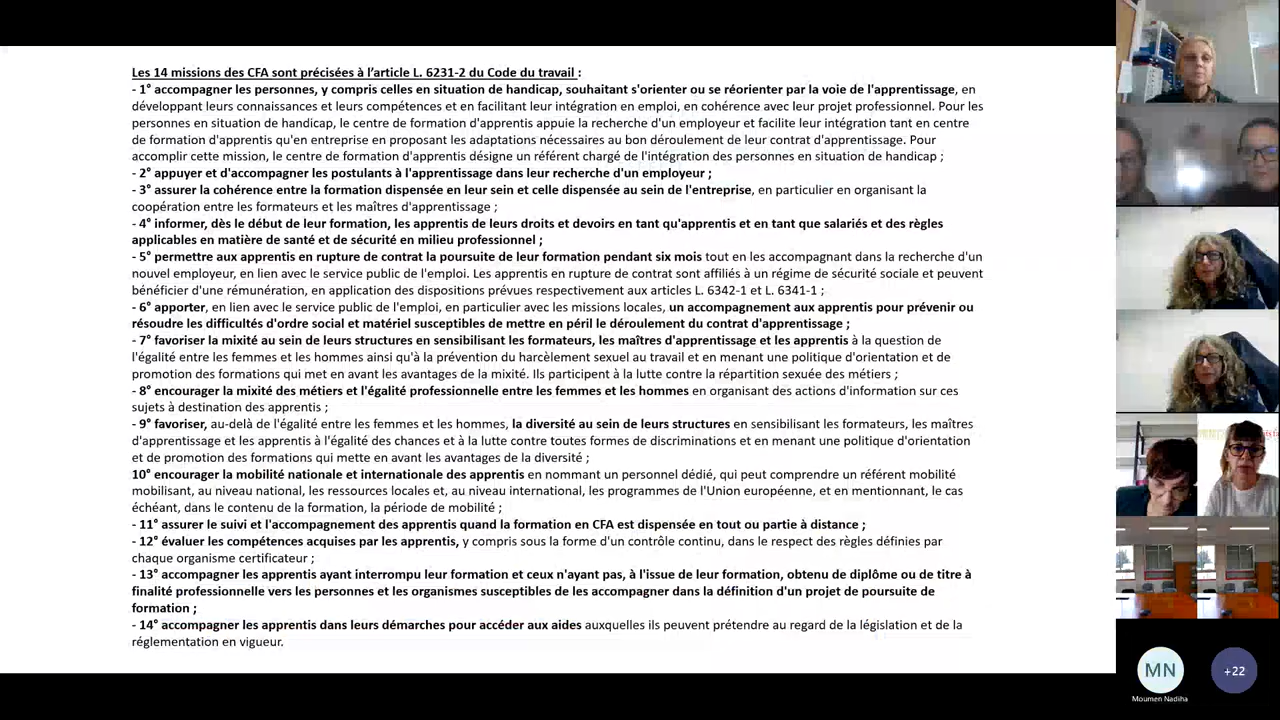 Les 14 missions des CFA sont précisées à l'article L. 6231-2 du Code du travail :
- 1° accompagner les personnes, y compris celles en situation de handicap, souhaitant s'orienter ou se réorienter par la voie de l'apprentissage, en
développant leurs connaissances et leurs compétences et en facilitant leur intégration en emploi, en cohérence avec leur projet professionnel. Pour les
personnes en situation de handicap, le centre de formation d'apprentis appuie la recherche d'un employeur et facilite leur intégration tant en centre
de formation d'apprentis qu'en entreprise en proposant les adaptations nécessaires au bon déroulement de leur contrat d'apprentissage. Pour
accomplir cette mission, le centre de formation d'apprentis désigne un référent chargé de l'intégration des personnes en situation de handicap ;
- 2° appuyer et d'accompagner les postulants à l'apprentissage dans leur recherche d'un employeur ;
- 3° assurer la cohérence entre la formation dispensée en leur sein et celle dispensée au sein de l'entreprise, en particulier en organisant la
coopération entre les formateurs et les maîtres d'apprentissage ;
- 4° informer, dès le début de leur formation, les apprentis de leurs droits et devoirs en tant qu'apprentis et en tant que salariés et des règles
applicables en matière de santé et de sécurité en milieu professionnel ;
- 5° permettre aux apprentis en rupture de contrat la poursuite de leur formation pendant six mois tout en les accompagnant dans la recherche d'un
nouvel employeur, en lien avec le service public de l'emploi. Les apprentis en rupture de contrat sont affiliés à un régime de sécurité sociale et peuvent
bénéficier d'une rémunération, en application des dispositions prévues respectivement aux articles L. 6342-1 et L. 6341-1 ;
- 6° apporter, en lien avec le service public de l'emploi, en particulier avec les missions locales, un accompagnement aux apprentis pour prévenir ou
résoudre les difficultés d'ordre social et matériel susceptibles de mettre en péril le déroulement du contrat d'apprentissage ;
- 7° favoriser la mixité au sein de leurs structures en sensibilisant les formateurs, les maîtres d'apprentissage et les apprentis à la question de
l'égalité entre les femmes et les hommes ainsi qu'à la prévention du harcèlement sexuel au travail et en menant une politique d'orientation et de
promotion des formations qui met en avant les avantages de la mixité. Ils participent à la lutte contre la répartition sexuée des métiers ;
- 8° encourager la mixité des métiers et l'égalité professionnelle entre les femmes et les hommes en organisant des actions d'information sur ces
sujets à destination des apprentis ;
- 9° favoriser, au-delà de l'égalité entre les femmes et les hommes, la diversité au sein de leurs structures en sensibilisant les formateurs, les maîtres
d'apprentissage et les apprentis à l'égalité des chances et à la lutte contre toutes formes de discriminations et en menant une politique d'orientation
et de promotion des formations qui mette en avant les avantages de la diversité ;
10° encourager la mobilité nationale et internationale des apprentis en nommant un personnel dédié, qui peut comprendre un référent mobilité
mobilisant, au niveau national, les ressources locales et, au niveau international, les programmes de l'Union européenne, et en mentionnant, le cas
échéant, dans le contenu de la formation, la période de mobilité ;
- 11° assurer le suivi et l'accompagnement des apprentis quand la formation en CFA est dispensée en tout ou partie à distance ;
- 12° évaluer les compétences acquises par les apprentis, y compris sous la forme d'un contrôle continu, dans le respect des règles définies par
chaque organisme certificateur ;
- 13° accompagner les apprentis ayant interrompu leur formation et ceux n'ayant pas, à l'issue de leur formation, obtenu de diplôme ou de titre à
finalité professionnelle vers les personnes et les organismes susceptibles de les accompagner dans la définition d'un projet de poursuite de
formation ;
- 14° accompagner les apprentis dans leurs démarches pour accéder aux aides auxquelles ils peuvent prétendre au regard de la législation et de la
réglementation en vigueur.
MN
+22
Moumen Nadiha